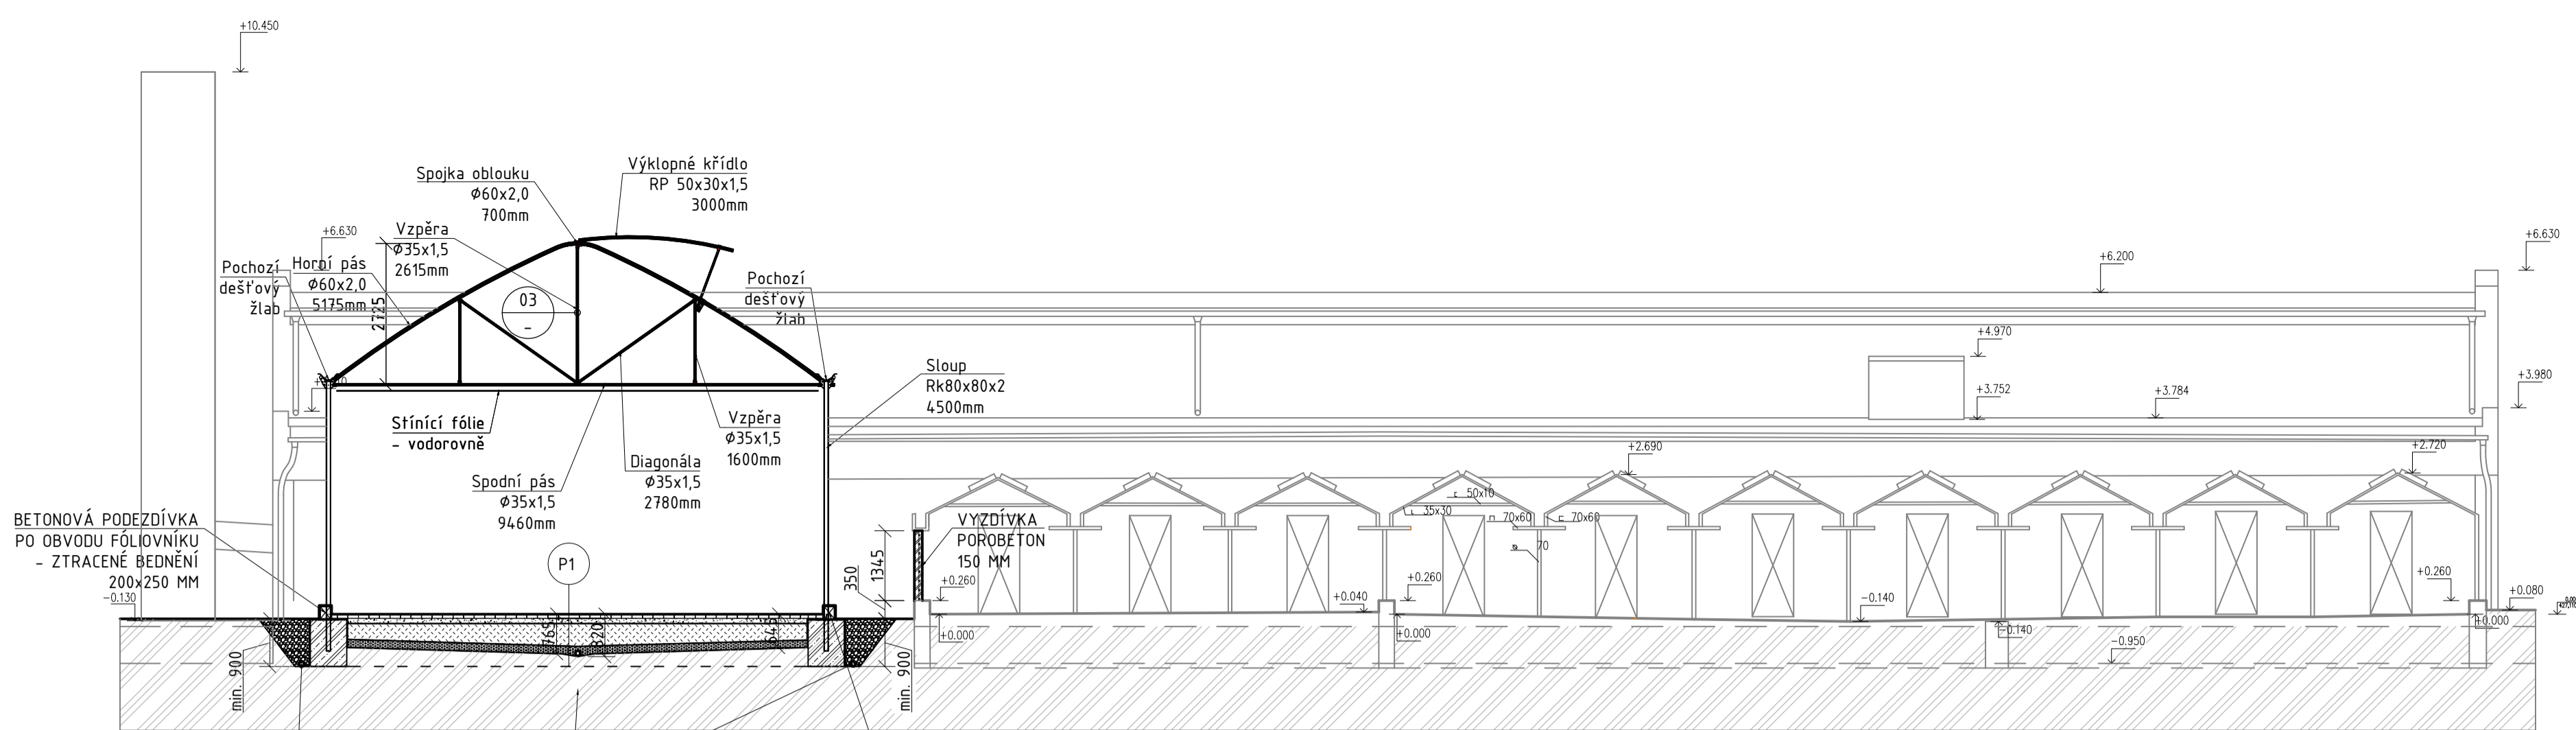 +10.450
Výklopné křídlo
RP 50x30x1,5
3000mm
Spojka oblouku
Ø60x2,0
700mm
Vzpěra
Ø35x1,5
2615mm
+6.630
Horní pás
Ø60x2,0
5175mm
Pochozí
dešťový
žlab
2725
03
-
Pochozí
dešťový
žlab
+6.630
+6.200
+4.970
+3.980
+3.752
+3.784
Sloup
Rk80x80x2
4500mm
Stínící fólie
- vodorovně
Vzpěra
Ø35x1,5
1600mm
Diagonála
Ø35x1,5
2780mm
Spodní pás
Ø35x1,5
9460mm
+2.690
+2.720
50x10
35x30
70x60
70x60
70
BETONOVÁ PODEZDÍVKA
PO OBVODU FÓLIOVNÍKU
- ZTRACENÉ BEDNĚNÍ
200x250 MM
VYZDÍVKA
POROBETON
150 MM
P1
1345
350
-0.130
+0.260
+0.260
+0.260
+0.040
+0.080
-0.140
-0.140
+0.000
+0.000
+0.000
-0.950
765
820
min. 900
min. 900